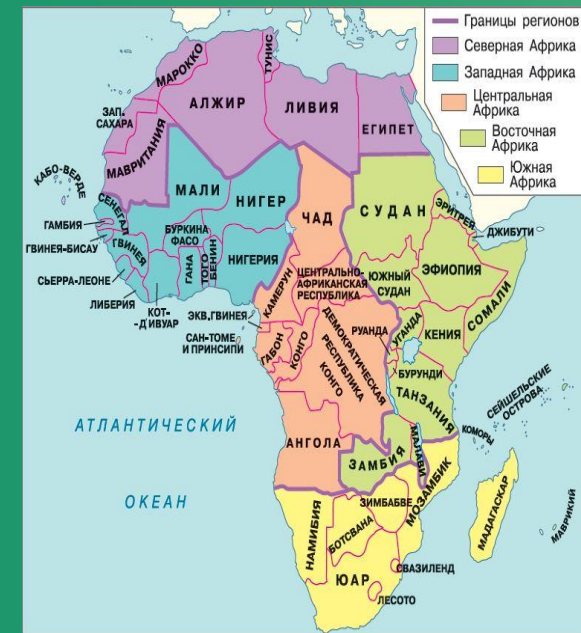 Границы регионов
Северная Африка
Западная Африка
Центральная
Африка
Восточная
Африка
Южная
Африка
ТУНИС
МАРОККО
АЛЖИР
ЛИВИЯ
ЕГИПЕТ
ЗАП.
САХАРА
МАВРИТАНИЯ
КАБО-ВЕРДЕ
МАЛИ
НИГЕР
ЧАД
СУДАН
ЭРИТРЕЯ
ДЖИБУТИ
СЕНЕГАЛ
ГАМБИЯ
ГВИНЕЯ-БИСАУ
ГВИНЕЯ
БУРКИНА
ФАСО
СЬЕРРА-ЛЕОНЕ
ЛИБЕРИЯ
КОТ-
-Д'ИВУАР
ГАНА
ТОГО
БЕНИН
НИГЕРИЯ
КАМЕРУН
ЦЕНТРАЛЬНО-
АФРИКАНСКАЯ
РЕСПУБЛИКА
ЮЖНЫЙ
СУДАН
ЭФИОПИЯ
СОМАЛИ
ЭКВ.ГВИНЕЯ
САН-ТОМЕ
И ПРИНСИПИ
ГАБОН
КОНГО
ДЕМОКРАТИЧЕСКАЯ
РЕСПУБЛИКА
КОНГО
РУАНДА
УГАНДА
КЕНИЯ
БУРУНДИ
ТАНЗАНИЯ
СЕЙШЕЛЬСКИЕ
ОСТРОВА
КОМОРЫ
АТЛАНТИЧЕСКИЙ
ОКЕАН
АНГОЛА
ЗАМБИЯ
МАЛАВИ
МОЗАМБИК
ЗИМБАБВЕ
НАМИБИЯ
БОТСВАНА
МАДАГАСКАР
МАВРИКИЙ
СВАЗИЛЕНД
ЮАР
ЛЕСОТО